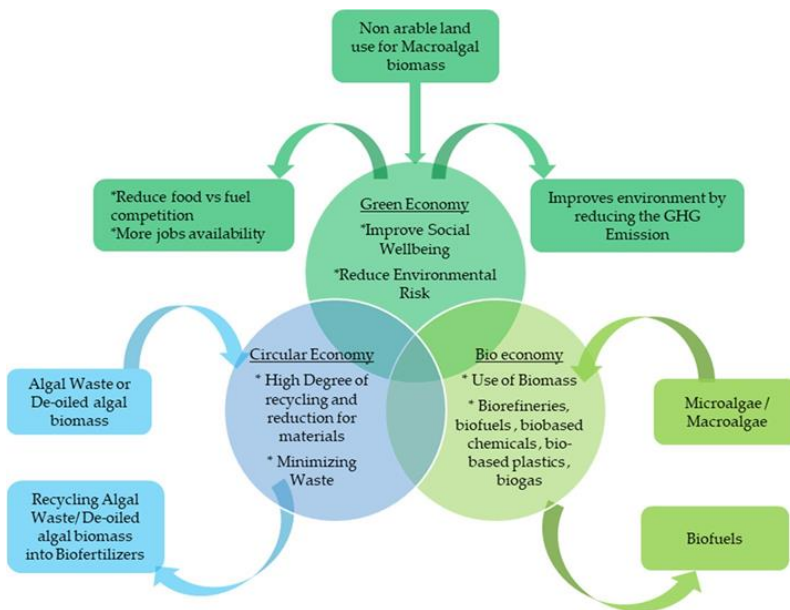 Non arable land
use for Macroalgal
biomass
*Reduce food vs fuel
competition
*More jobs availability
Green Economy
*Improve Social
Wellbeing
*Reduce Environmental
Risk
Improves environment by
reducing the GHG
Emission
Algal Waste or
De-oiled algal
biomass
Circular Economy
* High Degree of
recycling and
reduction for
materials
* Minimizing
Waste
Bio economy
* Use of Biomass
* Biorefineries,
biofuels , biobased
chemicals, bio-
based plastics,
biogas
Microalgae /
Macroalgae
Recycling Algal
Waste/ De-oiled
algal biomass
into Biofertilizers
Biofuels